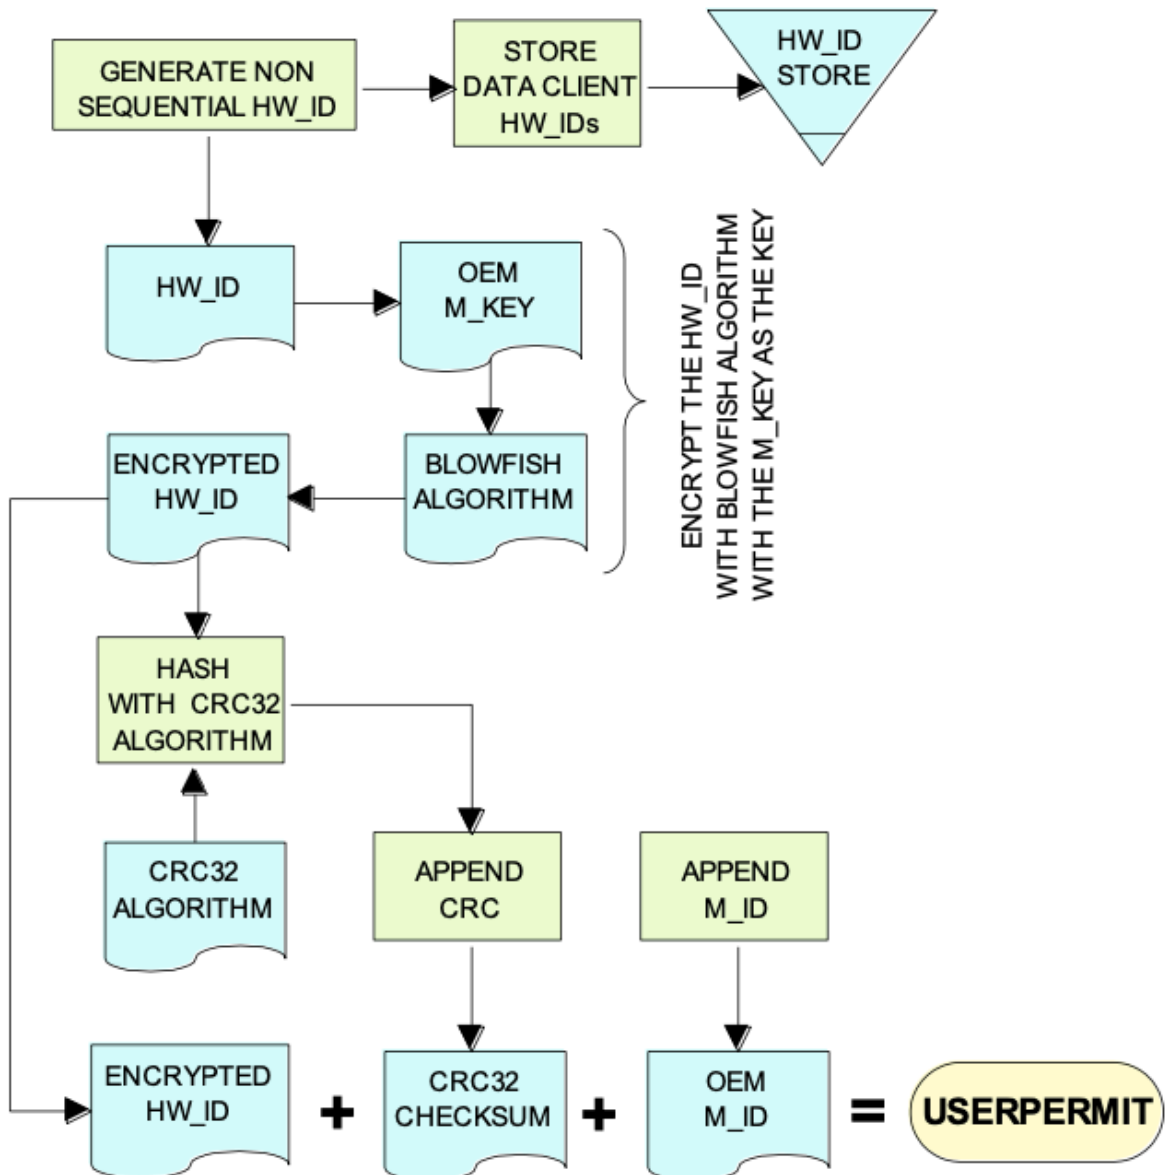 GENERATE NON
SEQUENTIAL HW_ID
STORE
DATA CLIENT
HW_IDs
HW_ID
STORE
HW_ID
OEM
M_KEY
ENCRYPT THE HW_ID
WITH BLOWFISH ALGORITHM
WITH THE M_KEY AS THE KEY
ENCRYPTED
HW_ID
BLOWFISH
ALGORITHM
HASH
WITH CRC32
ALGORITHM
CRC32
ALGORITHM
APPEND
CRC
APPEND
M_ID
ENCRYPTED
HW_ID
+
CRC32
CHECKSUM
+
OEM
M_ID
=
USERPERMIT